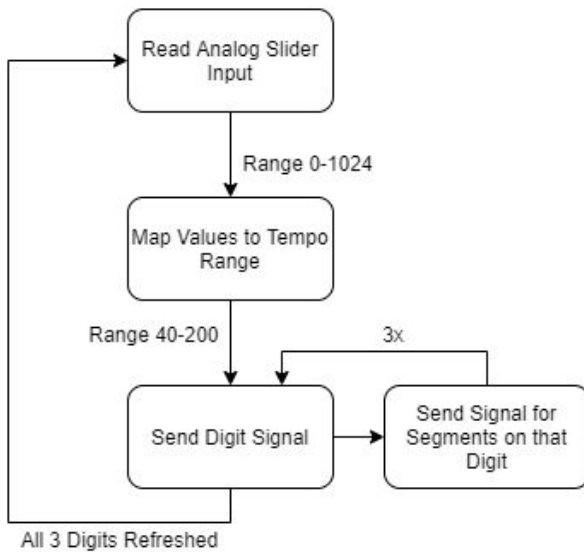 Read Analog Slider
Input
Range 0-1024
Map Values to Tempo
Range
Range 40-200
3x
Send Digit Signal
Send Signal for
Segments on that
Digit
All 3 Digits Refreshed